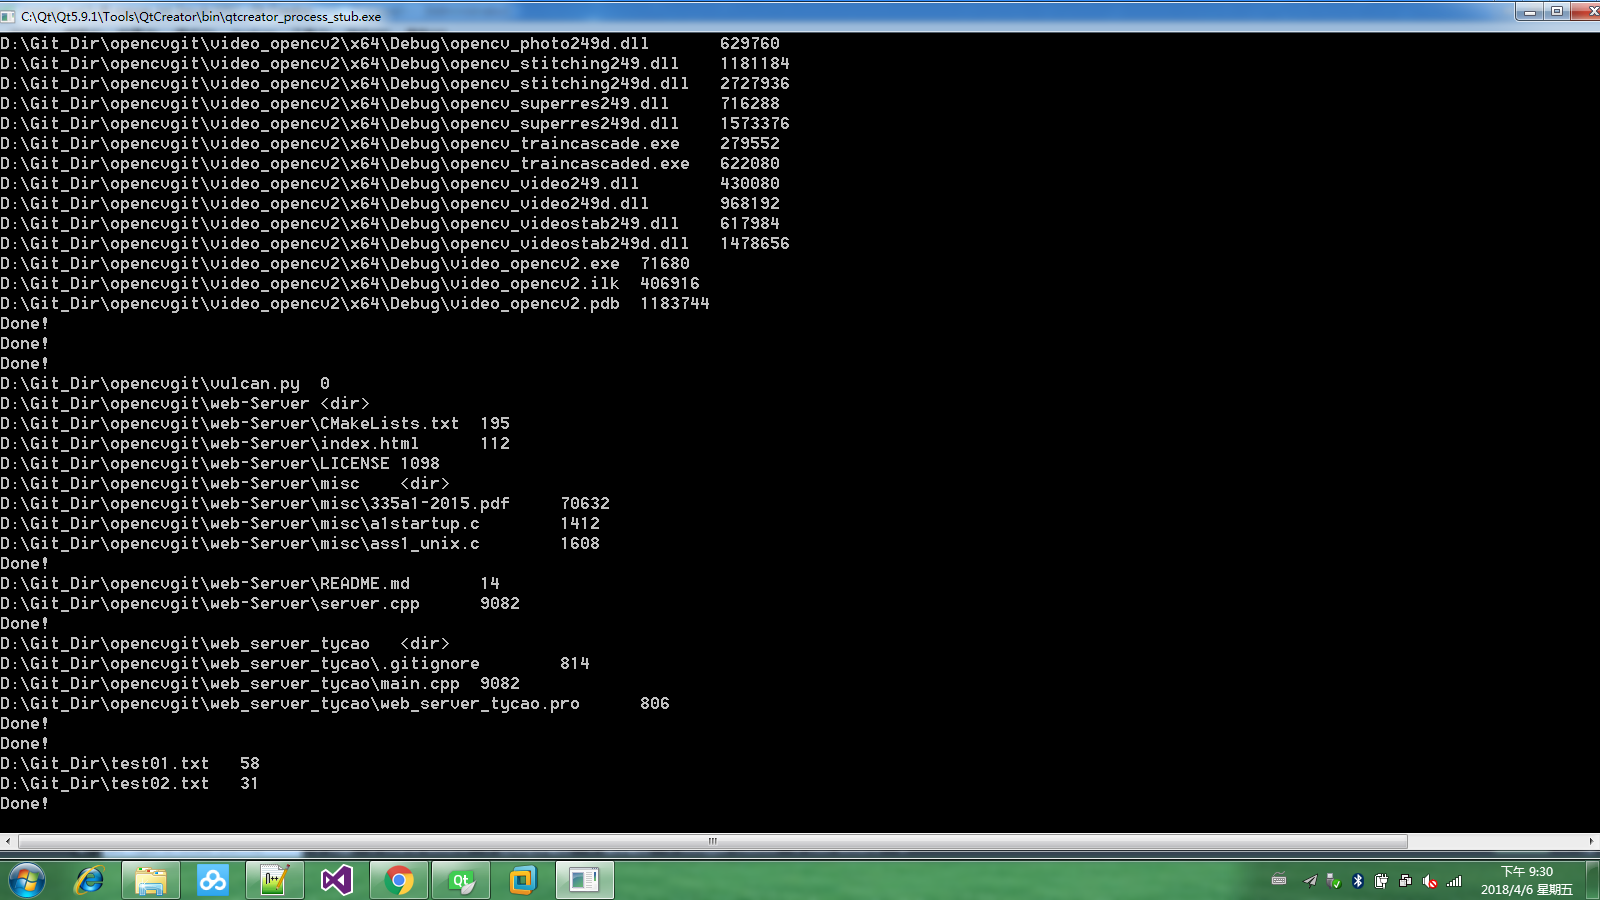 C:\Qt\Qt5.9.1\Tools\QtCreator\bin\qtcreator_process_stub.exe
D:\Git_Dir\opencvgit\video_opencv2\x64\Debug\opencv_photo249d.dll 629760
D:\Git_Dir\opencvgit\video_opencv2\x64\Debug\opencv_stitching249.dll 1181184
D:\Git_Dir\opencvgit\video_opencv2\x64\Debug\opencv_stitching249d.dll 2727936
D:\Git_Dir\opencvgit\video_opencv2\x64\Debug\opencv_superres249.dll 716288
D:\Git_Dir\opencvgit\video_opencv2\x64\Debug\opencv_superres249d.dll 1573376
D:\Git_Dir\opencvgit\video_opencv2\x64\Debug\opencv_traincascade.exe 279552
D:\Git_Dir\opencvgit\video_opencv2\x64\Debug\opencv_traincascaded.exe 622080
D:\Git_Dir\opencvgit\video_opencv2\x64\Debug\opencv_video249.dll 430080
D:\Git_Dir\opencvgit\video_opencv2\x64\Debug\opencv_video249d.dll 968192
D:\Git_Dir\opencvgit\video_opencv2\x64\Debug\opencv_videostab249.dll 617984
D:\Git_Dir\opencvgit\video_opencv2\x64\Debug\opencv_videostab249d.dll 1478656
D:\Git_Dir\opencvgit\video_opencv2\x64\Debug\video_opencv2.exe 71680
D:\Git_Dir\opencvgit\video_opencv2\x64\Debug\video_opencv2.ilk 406916
D:\Git_Dir\opencvgit\video_opencv2\x64\Debug\video_opencv2.pdb 1183744
Done!
Done!
Done!
D:\Git_Dir\opencvgit\vulcan.py 0
D:\Git_Dir\opencvgit\web-Server <dir>
D:\Git_Dir\opencvgit\web-Server\CMakeLists.txt 195
D:\Git_Dir\opencvgit\web-Server\index.html 112
D:\Git_Dir\opencvgit\web-Server\LICENSE 1098
D:\Git_Dir\opencvgit\web-Server\misc <dir>
D:\Git_Dir\opencvgit\web-Server\misc\335a1-2015.pdf 70632
D:\Git_Dir\opencvgit\web-Server\misc\a1startup.c 1412
D:\Git_Dir\opencvgit\web-Server\misc\ass1_unix.c 1608
Done!
D:\Git_Dir\opencvgit\web-Server\README.md 14
D:\Git_Dir\opencvgit\web-Server\server.cpp 9082
Done!
D:\Git_Dir\opencvgit\web_server_tycao <dir>
D:\Git_Dir\opencvgit\web_server_tycao\.gitignore 814
D:\Git_Dir\opencvgit\web_server_tycao\main.cpp 9082
D:\Git_Dir\opencvgit\web_server_tycao\web_server_tycao.pro 806
Done!
Done!
D:\Git_Dir\test01.txt 58
D:\Git_Dir\test02.txt 31
Done!
Qt
下午 9:30
2018/4/6 星期五